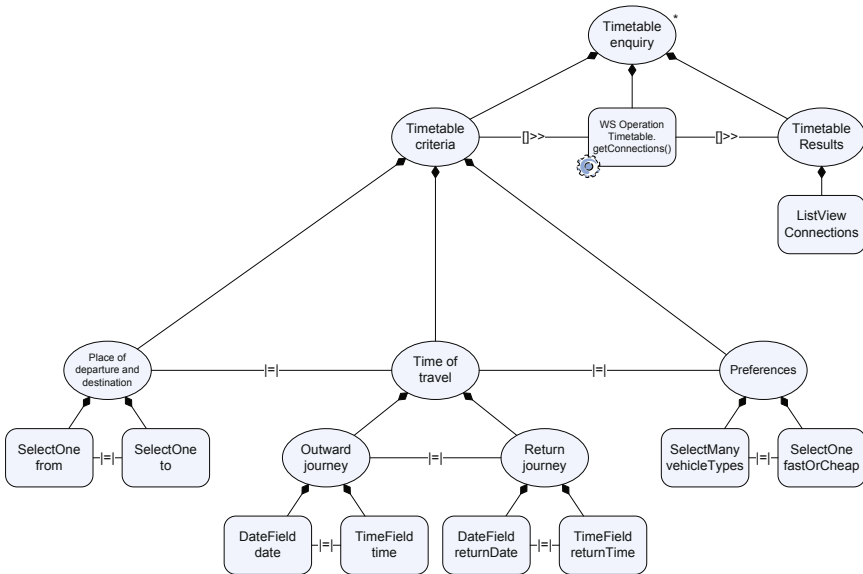 Timetable
enquiry
*
Timetable
criteria
[]>>
WS Operation
Timetable.
getConnections()
[]>>
Timetable
Results
ListView
Connections
Place of
departure and
destination
|=|
Time of
travel
|=|
Preferences
SelectOne
from
|=|
SelectOne
to
Outward
journey
|=|
Return
journey
SelectMany
vehicleTypes
|=|
SelectOne
fastOrCheap
DateField
date
|=|
TimeField
time
DateField
returnDate
|=|
TimeField
returnTime